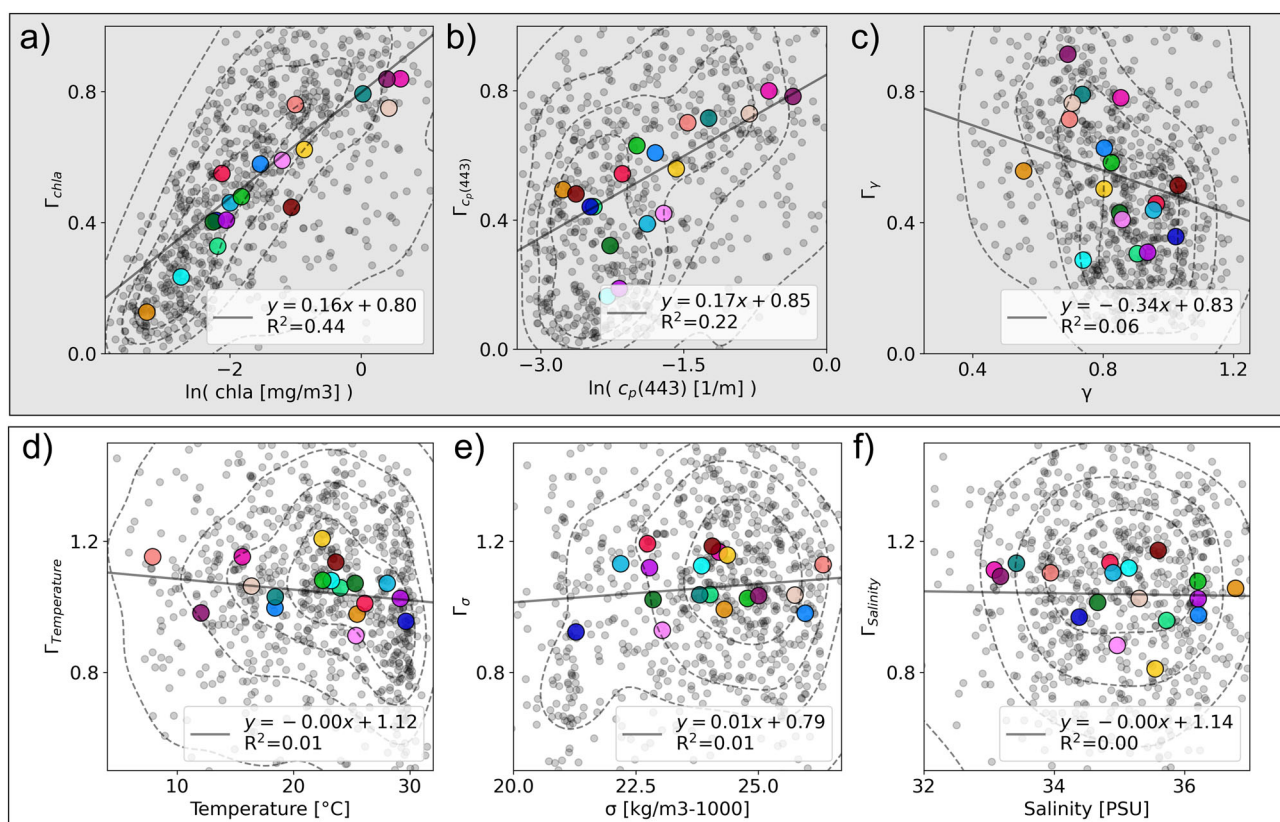 a)
Γchla
0.8
0.4
0.0
−2
0
ln( chla [mg/m3] )
y = 0.16x + 0.80
R²=0.44
b)
Γcp(443)
0.8
0.4
0.0
−3.0
−1.5
0.0
ln( cp(443) [1/m] )
y = 0.17x + 0.85
R²=0.22
c)
Γγ
0.8
0.4
0.0
0.4
0.8
1.2
γ
y = −0.34x + 0.83
R²=0.06
d)
ΓTemperature
1.2
0.8
10
20
30
Temperature [°C]
y = −0.00x + 1.12
R²=0.01
e)
Γσ
1.2
0.8
20.0
22.5
25.0
σ [kg/m3-1000]
y = 0.01x + 0.79
R²=0.01
f)
ΓSalinity
1.2
0.8
32
34
36
Salinity [PSU]
y = −0.00x + 1.14
R²=0.00